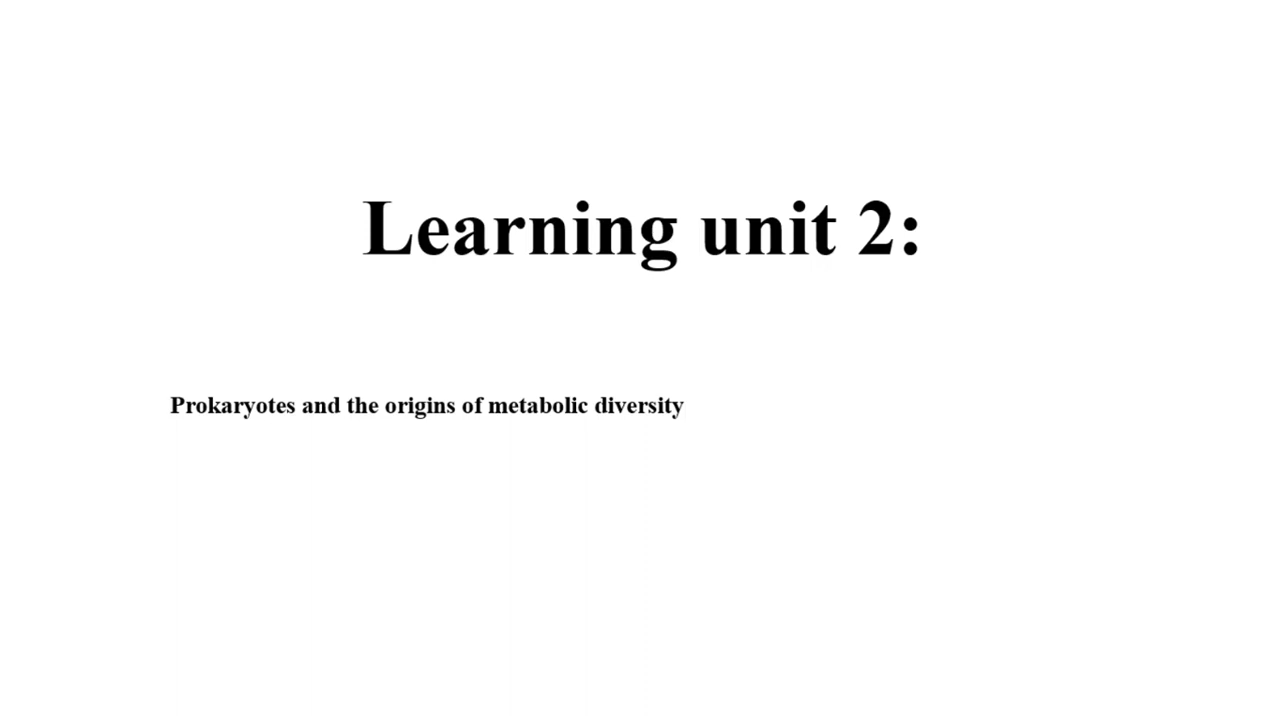 Learning unit 2:
Prokaryotes and the origins of metabolic diversity